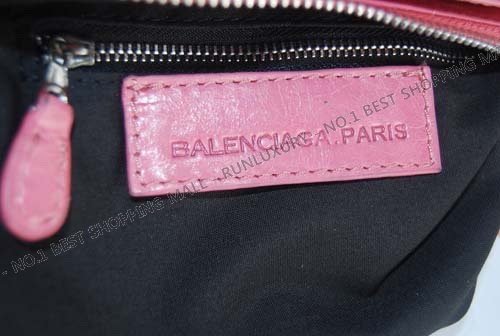 BALENCIAGA.PARIS
- NO.1 BEST SHOPPING MALL - RUNLUXURY - NO.1 BEST SHOPPING MALL -